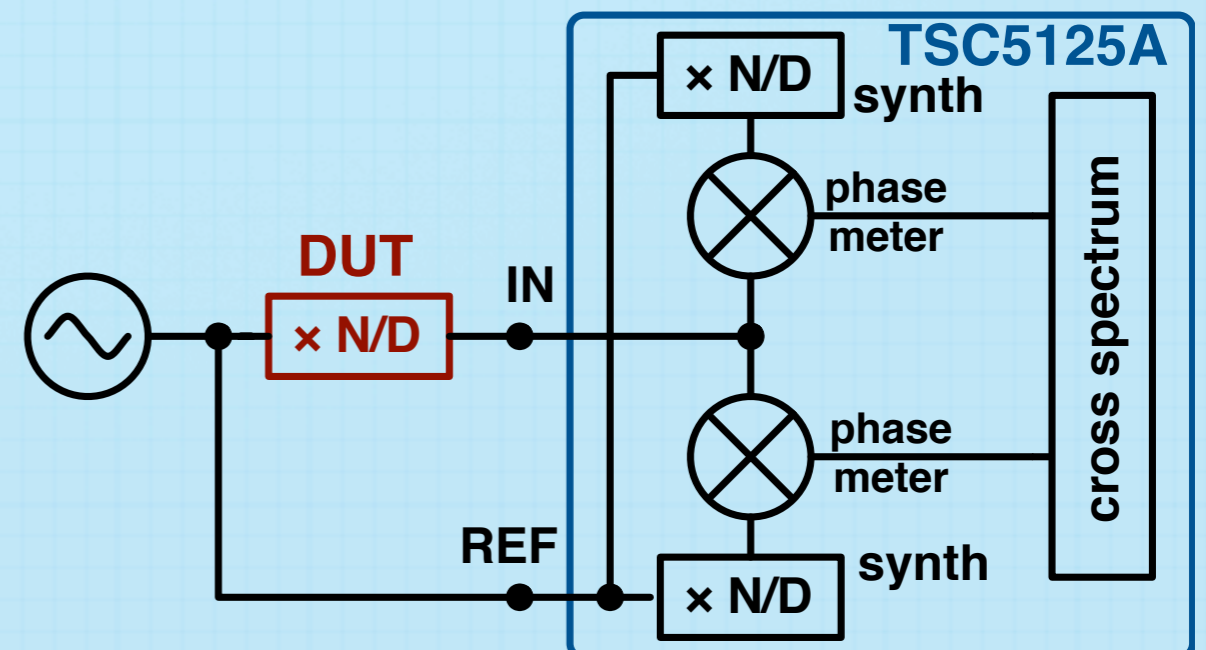 TSC5125A
× N/D
synth
phase
meter
DUT
× N/D
IN
cross spectrum
phase
meter
REF
synth
× N/D